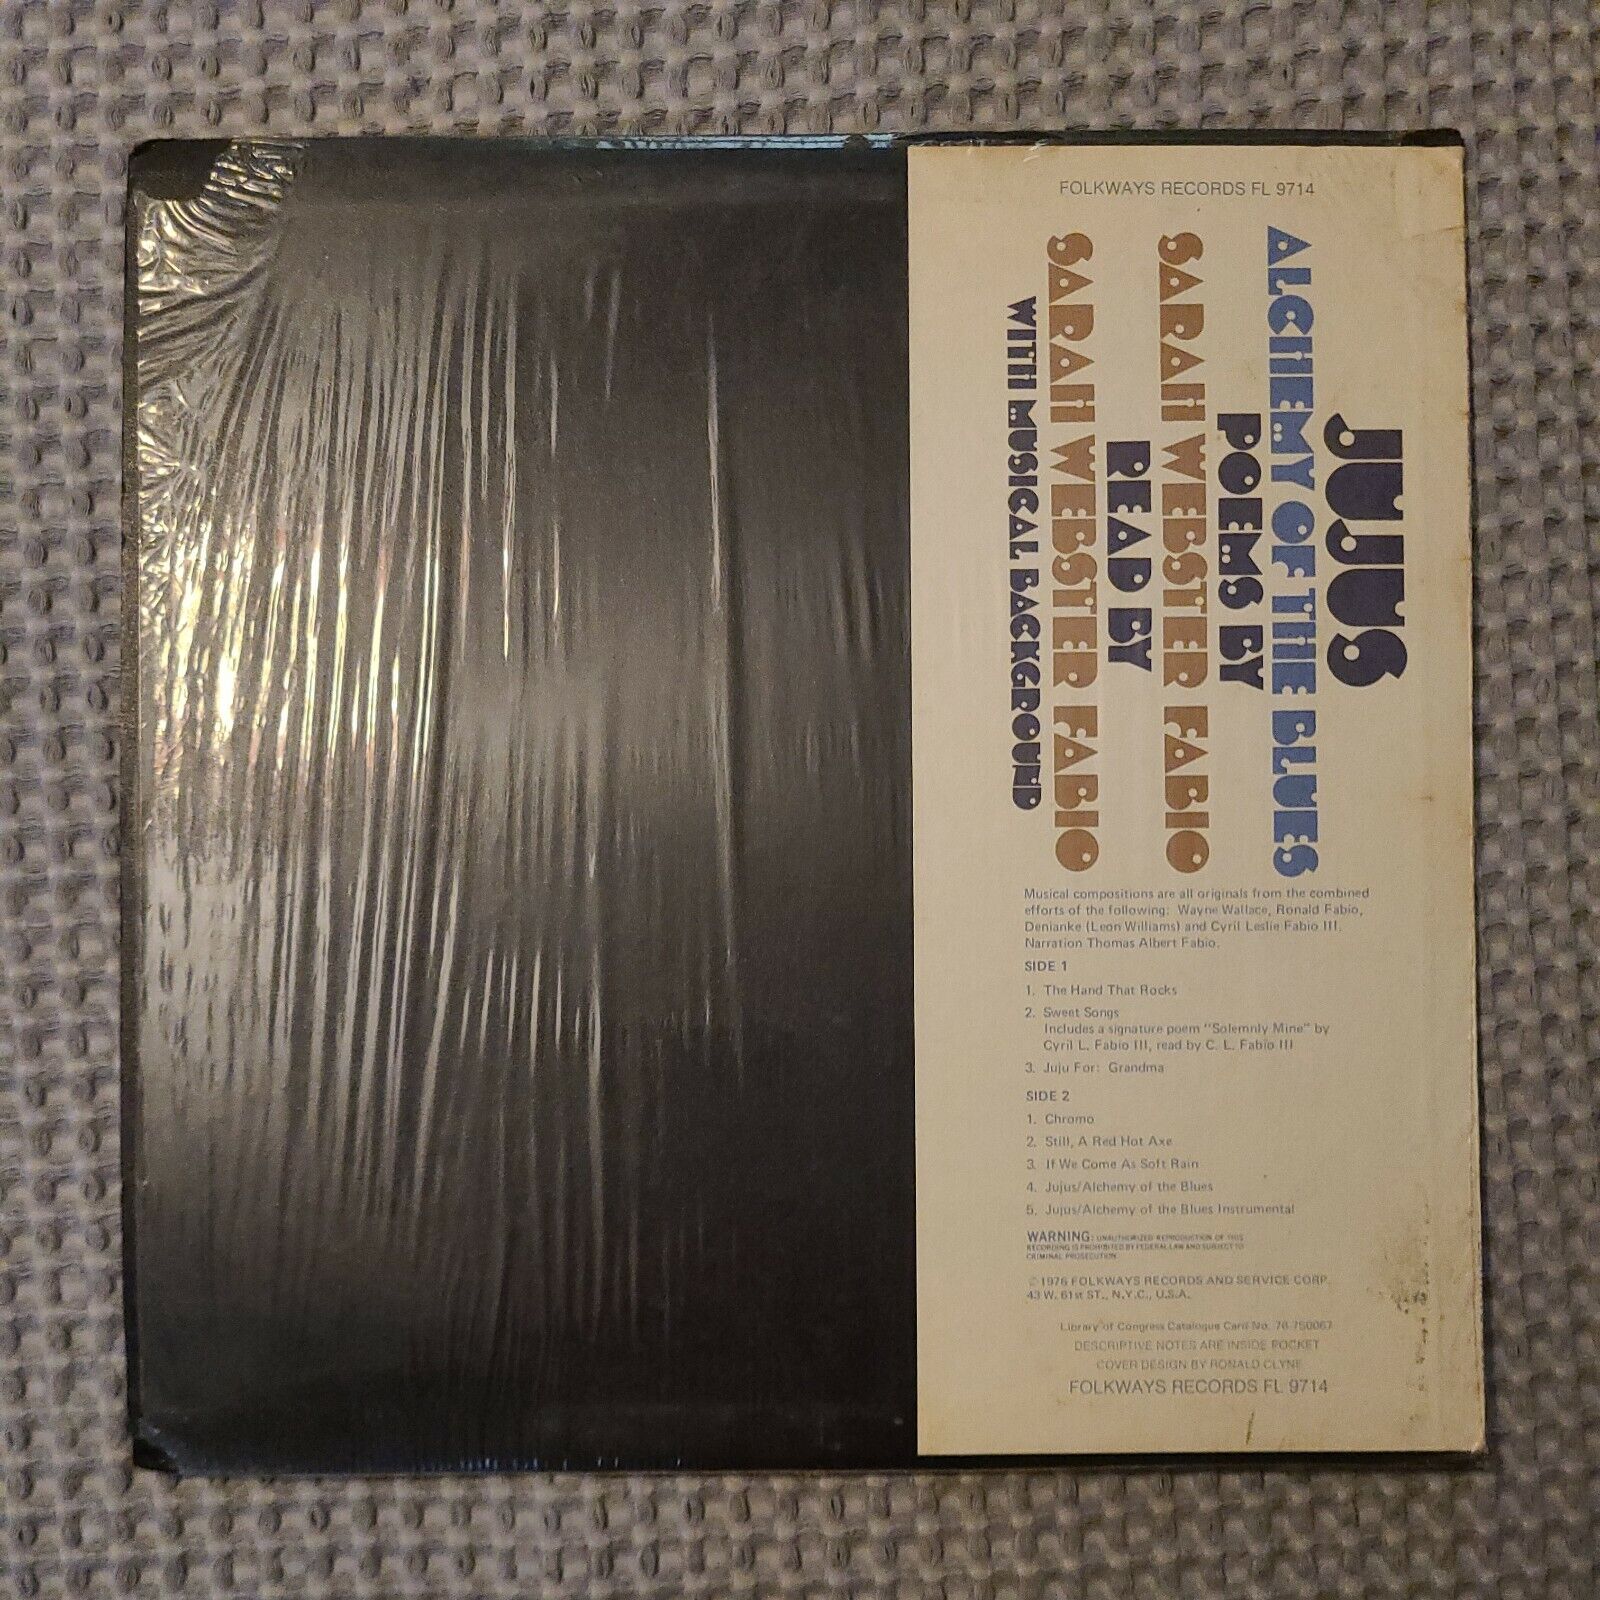 FOLKWAYS RECORDS FL 9714
JUJUS
ALCHEMY OF THE BLUES
POEMS BY
SARAH WEBSTER FABIO
READ BY
SARAH WEBSTER FABIO
WITH MUSICAL BACKGROUND
Musical compositions are all originals from the combined
efforts of the following: Wayne Wallace, Ronald Fabio,
Denianke (Leon Williams) and Cyril Leslie Fabio III.
Narration Thomas Albert Fabio.
SIDE 1
1. The Hand That Rocks
2. Sweet Songs
Includes a signature poem "Solemnly Mine" by
Cyril L. Fabio III, read by C. L. Fabio III
3. Juju For: Grandma
SIDE 2
1. Chromo
2. Still, A Red Hot Axe
3. If We Come As Soft Rain
4. Jujus/Alchemy of the Blues
5. Jujus/Alchemy of the Blues Instrumental
WARNING: UNAUTHORIZED REPRODUCTION OF THIS
RECORDING IS PROHIBITED BY FEDERAL LAW AND SUBJECT TO
CRIMINAL PROSECUTION.
©1976 FOLKWAYS RECORDS AND SERVICE CORP.
43 W. 61st ST., N.Y.C., U.S.A.
Library of Congress Catalogue Card No. 76-750067
DESCRIPTIVE NOTES ARE INSIDE POCKET
COVER DESIGN BY RONALD CLYNE
FOLKWAYS RECORDS FL 9714